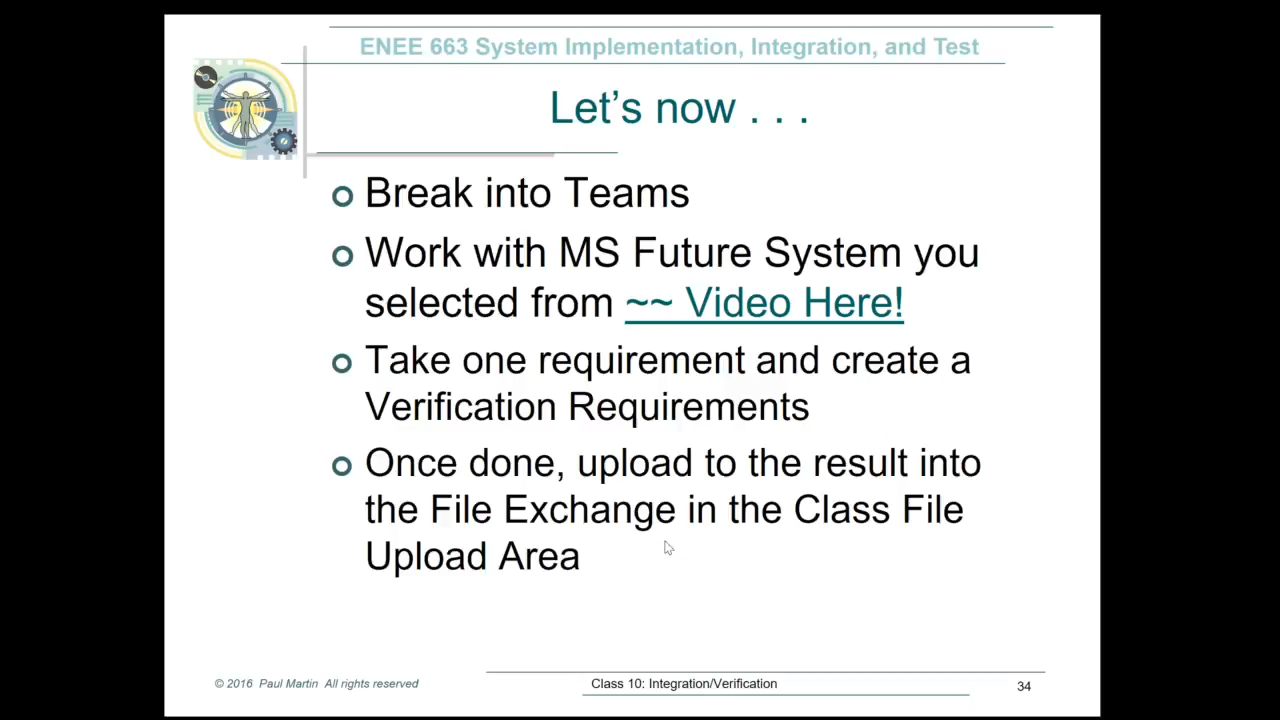 ENEE 663 System Implementation, Integration, and Test
Let's now . . .
Break into Teams
Work with MS Future System you
selected from ~~ Video Here!
Take one requirement and create a
Verification Requirements
Once done, upload to the result into
the File Exchange in the Class File
Upload Area
© 2016 Paul Martin All rights reserved
Class 10: Integration/Verification
34